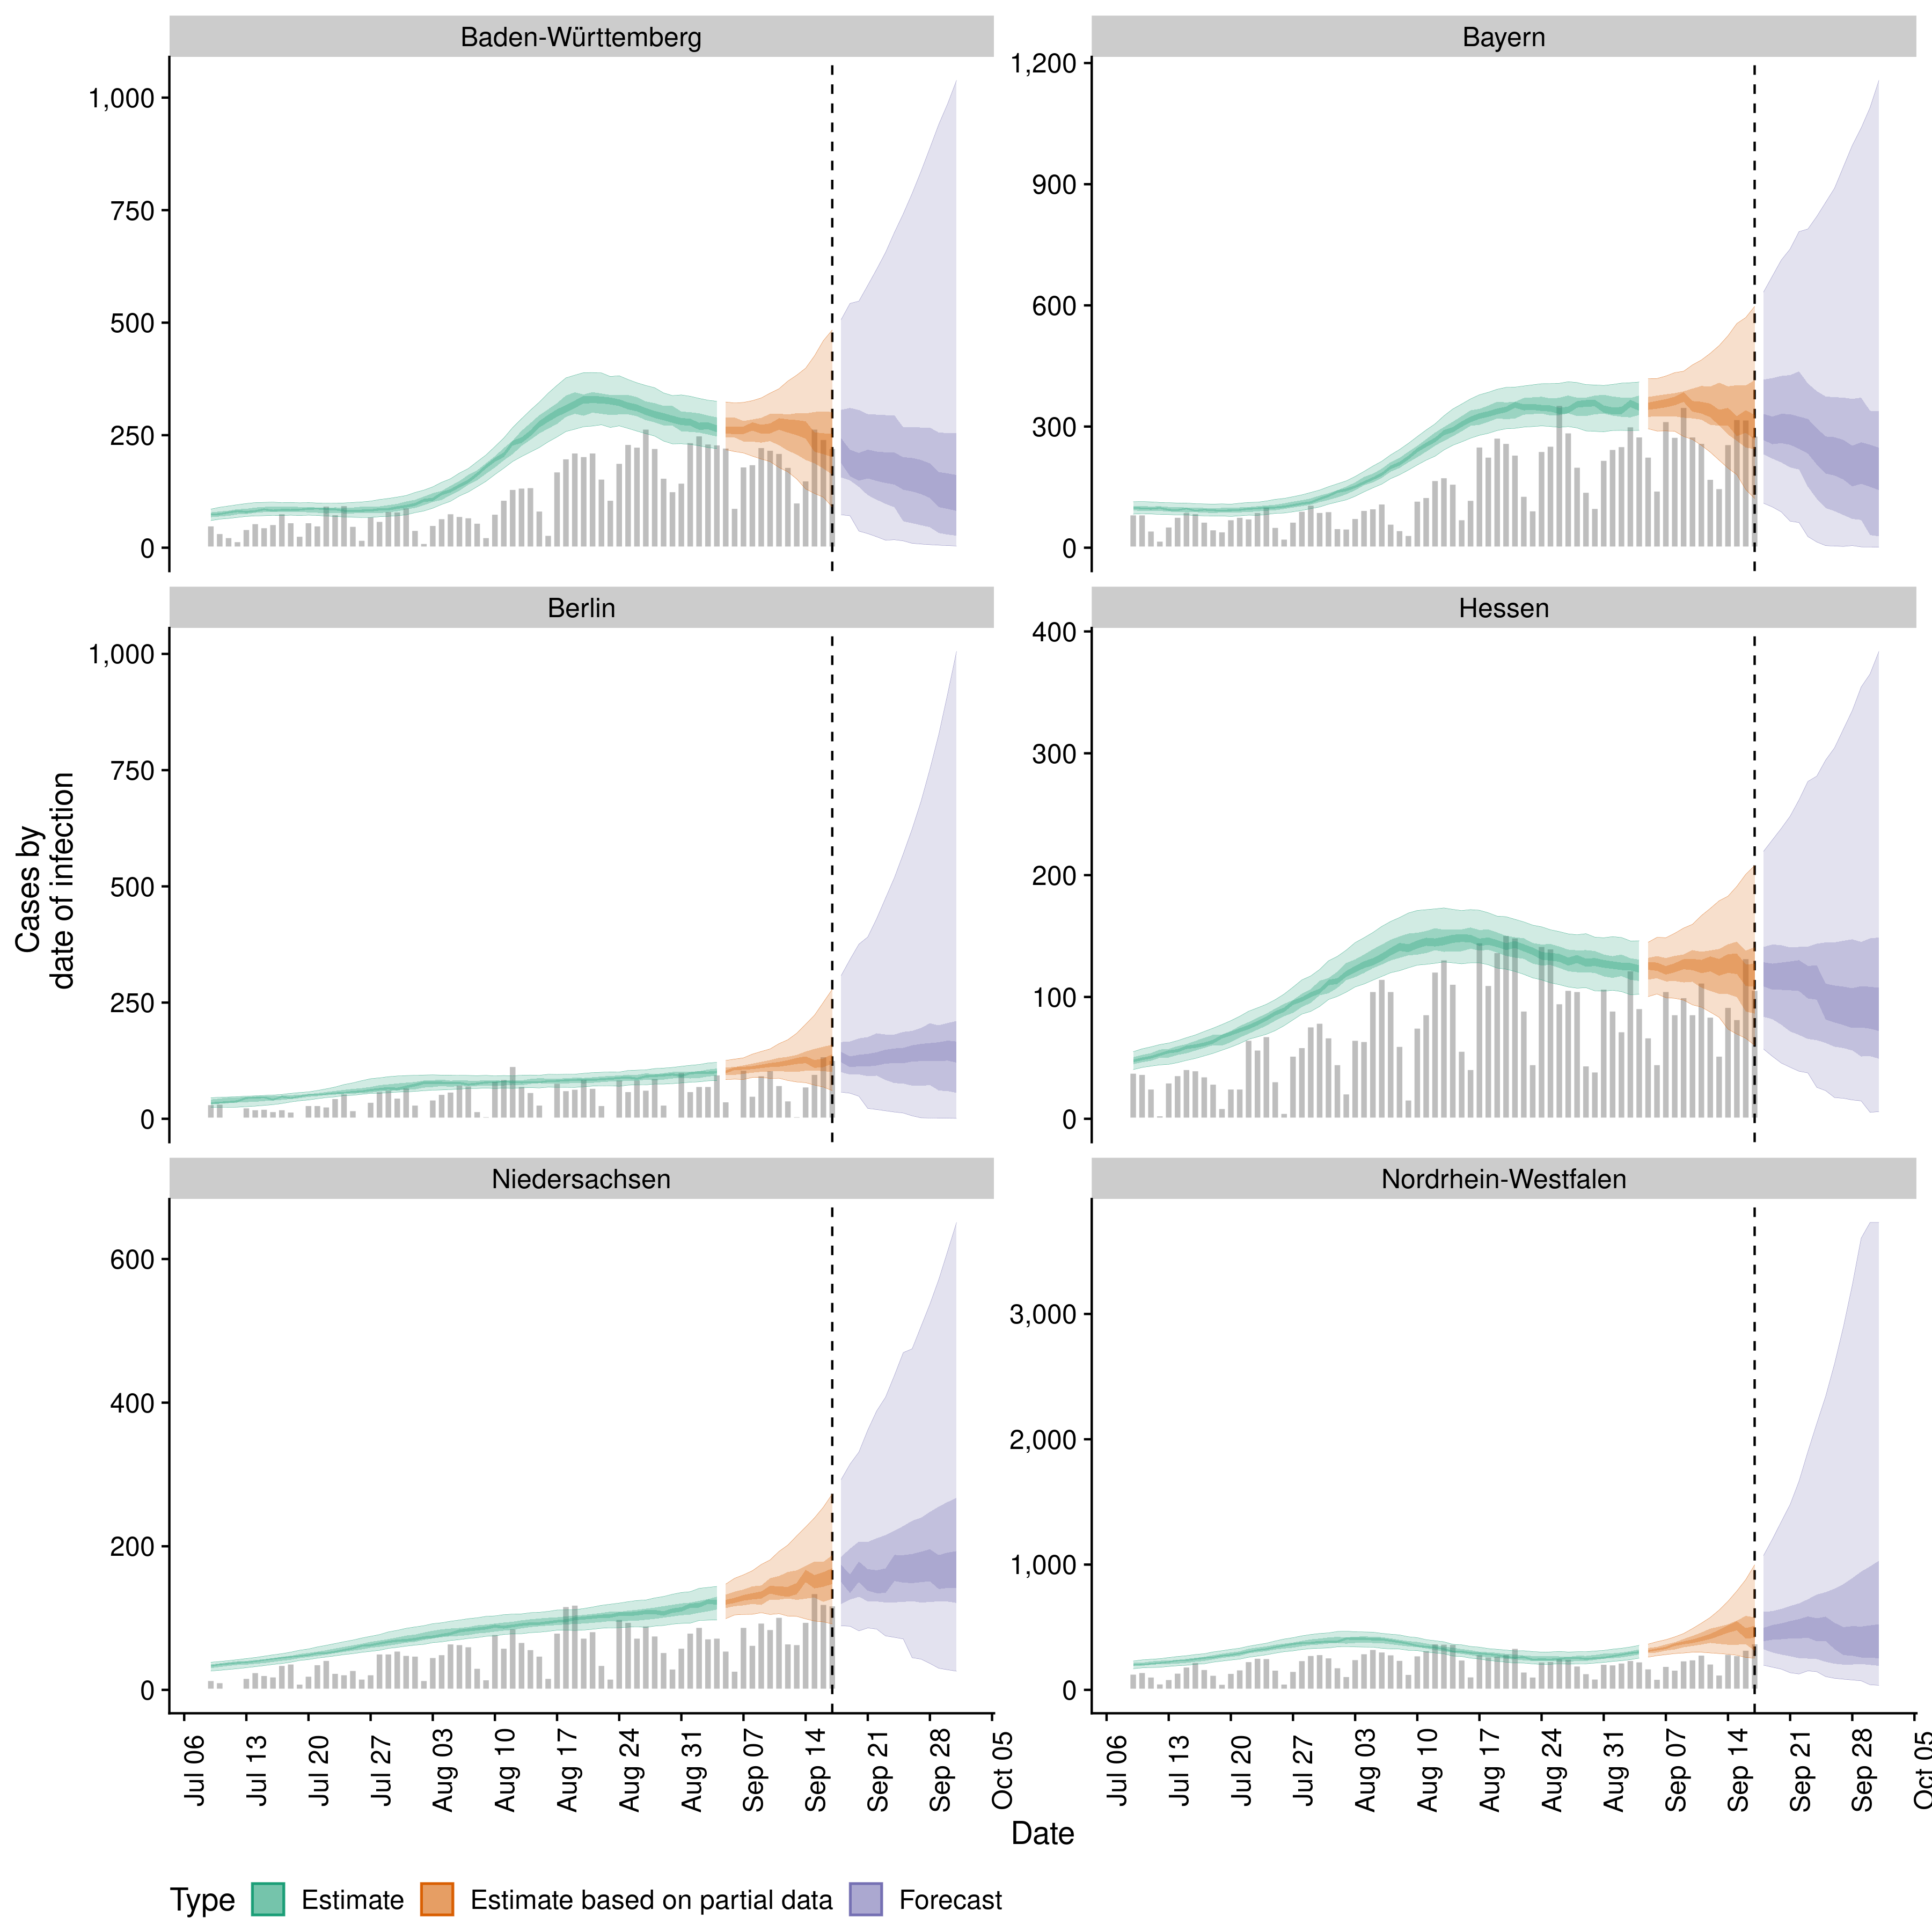 Baden-Württemberg
Bayern
1,000
750
500
250
0
1,200
900
600
300
0
Berlin
Hessen
1,000
750
500
250
0
400
300
200
100
0
Cases by
date of infection
Niedersachsen
Nordrhein-Westfalen
600
400
200
0
3,000
2,000
1,000
0
Jul 06
Jul 13
Jul 20
Jul 27
Aug 03
Aug 10
Aug 17
Aug 24
Aug 31
Sep 07
Sep 14
Sep 21
Sep 28
Oct 05
Jul 06
Jul 13
Jul 20
Jul 27
Aug 03
Aug 10
Aug 17
Aug 24
Aug 31
Sep 07
Sep 14
Sep 21
Sep 28
Oct 05
Date
Type Estimate Estimate based on partial data Forecast